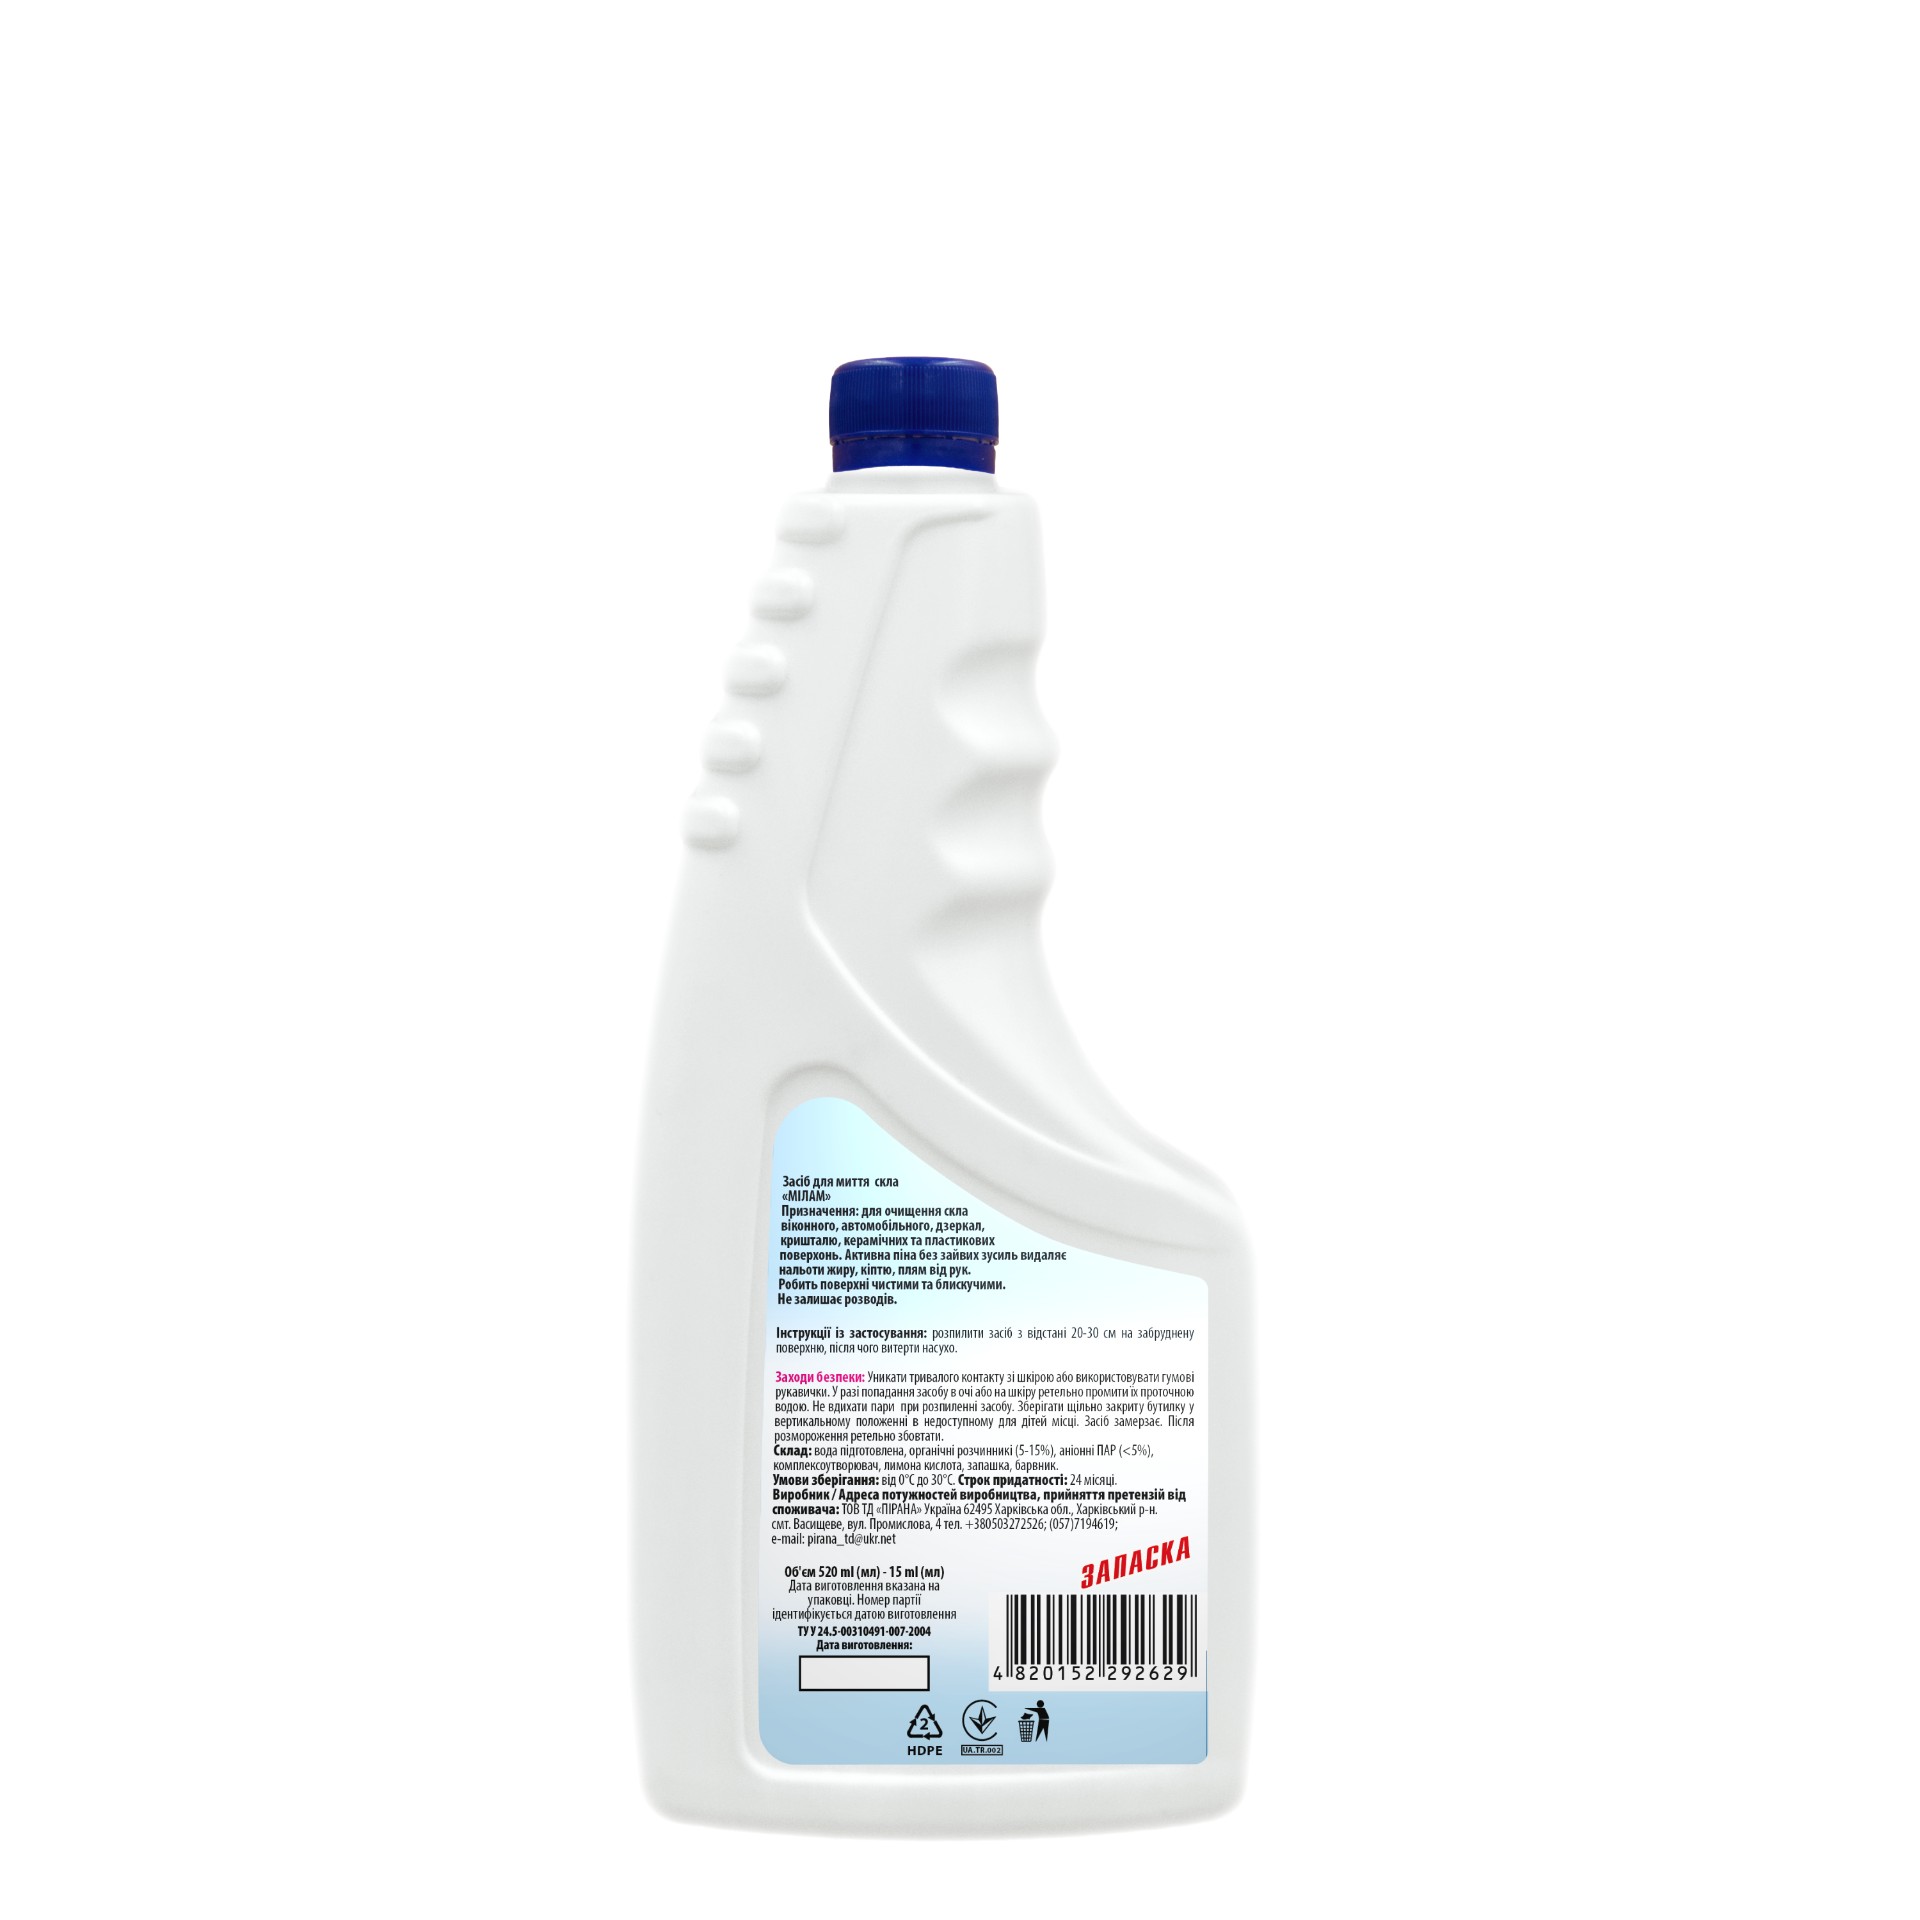 Засіб для миття скла
«МІЛАМ»
Призначення: для очищення скла
віконного, автомобільного, дзеркал,
кришталю, керамічних та пластикових
поверхонь. Активна піна без зайвих зусиль видаляє
нальоти жиру, кіптю, плям від рук.
Робить поверхні чистими та блискучими.
Не залишає розводів.
Інструкції із застосування: розпилити засіб з відстані 20-30 см на забруднену
поверхню, після чого витерти насухо.
Заходи безпеки: Уникати тривалого контакту зі шкірою або використовувати гумові
рукавички. У разі попадання засобу в очі або на шкіру ретельно промити їх проточною
водою. Не вдихати пари при розпиленні засобу. Зберігати щільно закриту бутилку у
вертикальному положенні в недоступному для дітей місці. Засіб замерзає. Після
розмороження ретельно збовтати.
Склад: вода підготовлена, органічні розчинникі (5-15%), аніонні ПАР (<5%),
комплексоутворювач, лимона кислота, запашка, барвник.
Умови зберігання: від 0°С до 30°С. Строк придатності: 24 місяці.
Виробник / Адреса потужностей виробництва, прийняття претензій від
споживача: ТОВ ТД «ПІРАНА» Україна 62495 Харківська обл., Харківський р-н.
смт. Васищеве, вул. Промислова, 4 тел. +380503272526; (057)7194619;
e-mail: pirana_td@ukr.net
ЗАПАСКА
Об'єм 520 ml (мл) - 15 ml (мл)
Дата виготовлення вказана на
упаковці. Номер партії
ідентифікується датою виготовлення
ТУ У 24.5-00310491-007-2004
Дата виготовлення:
4 820152 292629
2
HDPE
UA.TR.002